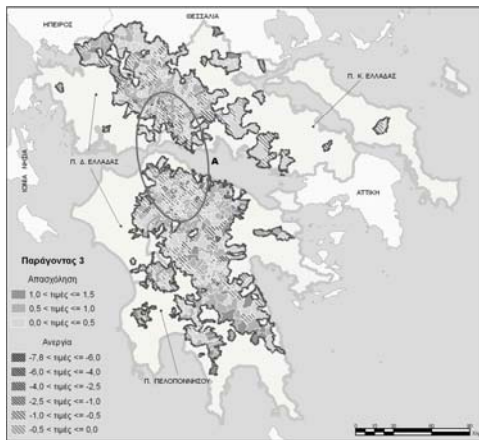 ΗΠΕΙΡΟΣ
ΘΕΣΣΑΛΙΑ
Π. Κ. ΕΛΛΑΔΑΣ
Π. Δ. ΕΛΛΑΔΑΣ
Α
ΙΟΝΙΑ ΝΗΣΙΑ
ΑΤΤΙΚΗ
Παράγοντας 3
Απασχόληση
1,0 < τιμές <= 1,5
0,5 < τιμές <= 1,0
0,0 < τιμές <= 0,5
Ανεργία
-7,8 < τιμές <= -6,0
-6,0 < τιμές <= -4,0
-4,0 < τιμές <= -2,5
-2,5 < τιμές <= -1,0
-1,0 < τιμές <= -0,5
-0,5 < τιμές <= 0,0
Π. ΠΕΛΟΠΟΝΝΗΣΟΥ